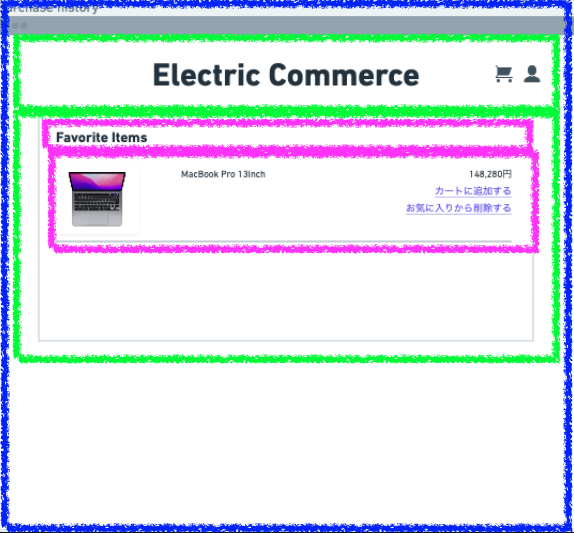 Purchase history
Electric Commerce
Favorite Items
MacBook Pro 13Inch
148,280円
カートに追加する
お気に入りから削除する